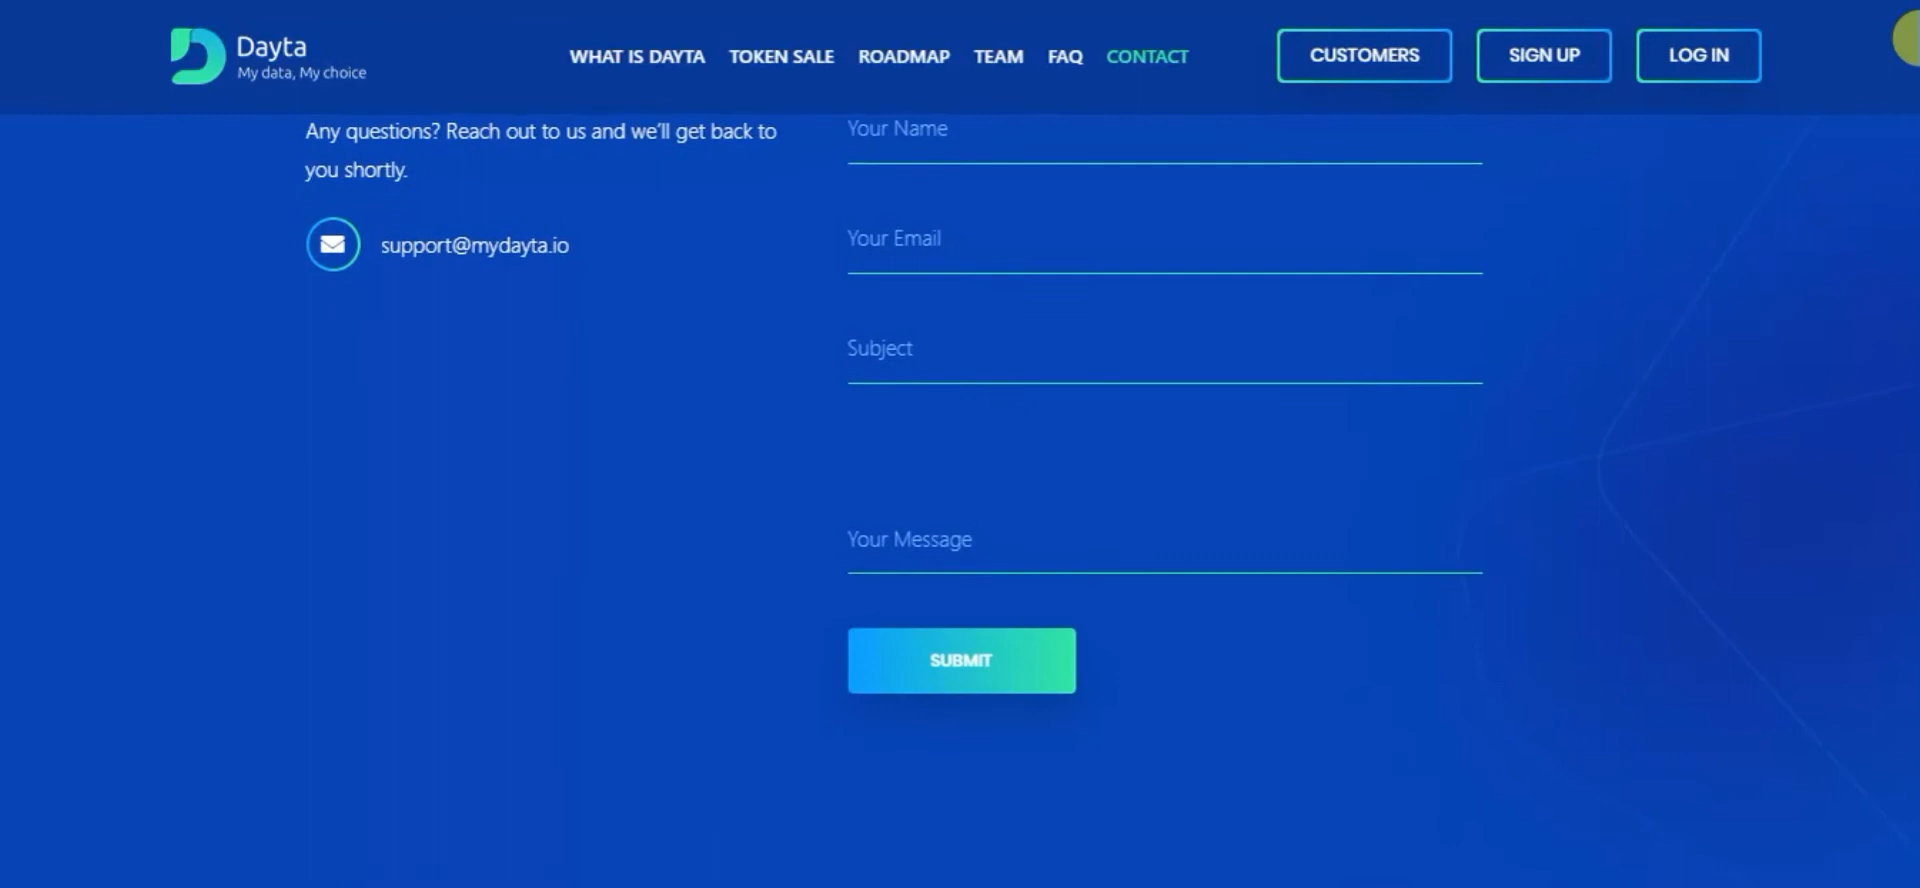 Dayta
My data, My choice
WHAT IS DAYTA
TOKEN SALE
ROADMAP
TEAM
FAQ
CONTACT
CUSTOMERS
SIGN UP
LOG IN
Any questions? Reach out to us and we'll get back to
you shortly.
support@mydayta.io
Your Name
Your Email
Subject
Your Message
SUBMIT